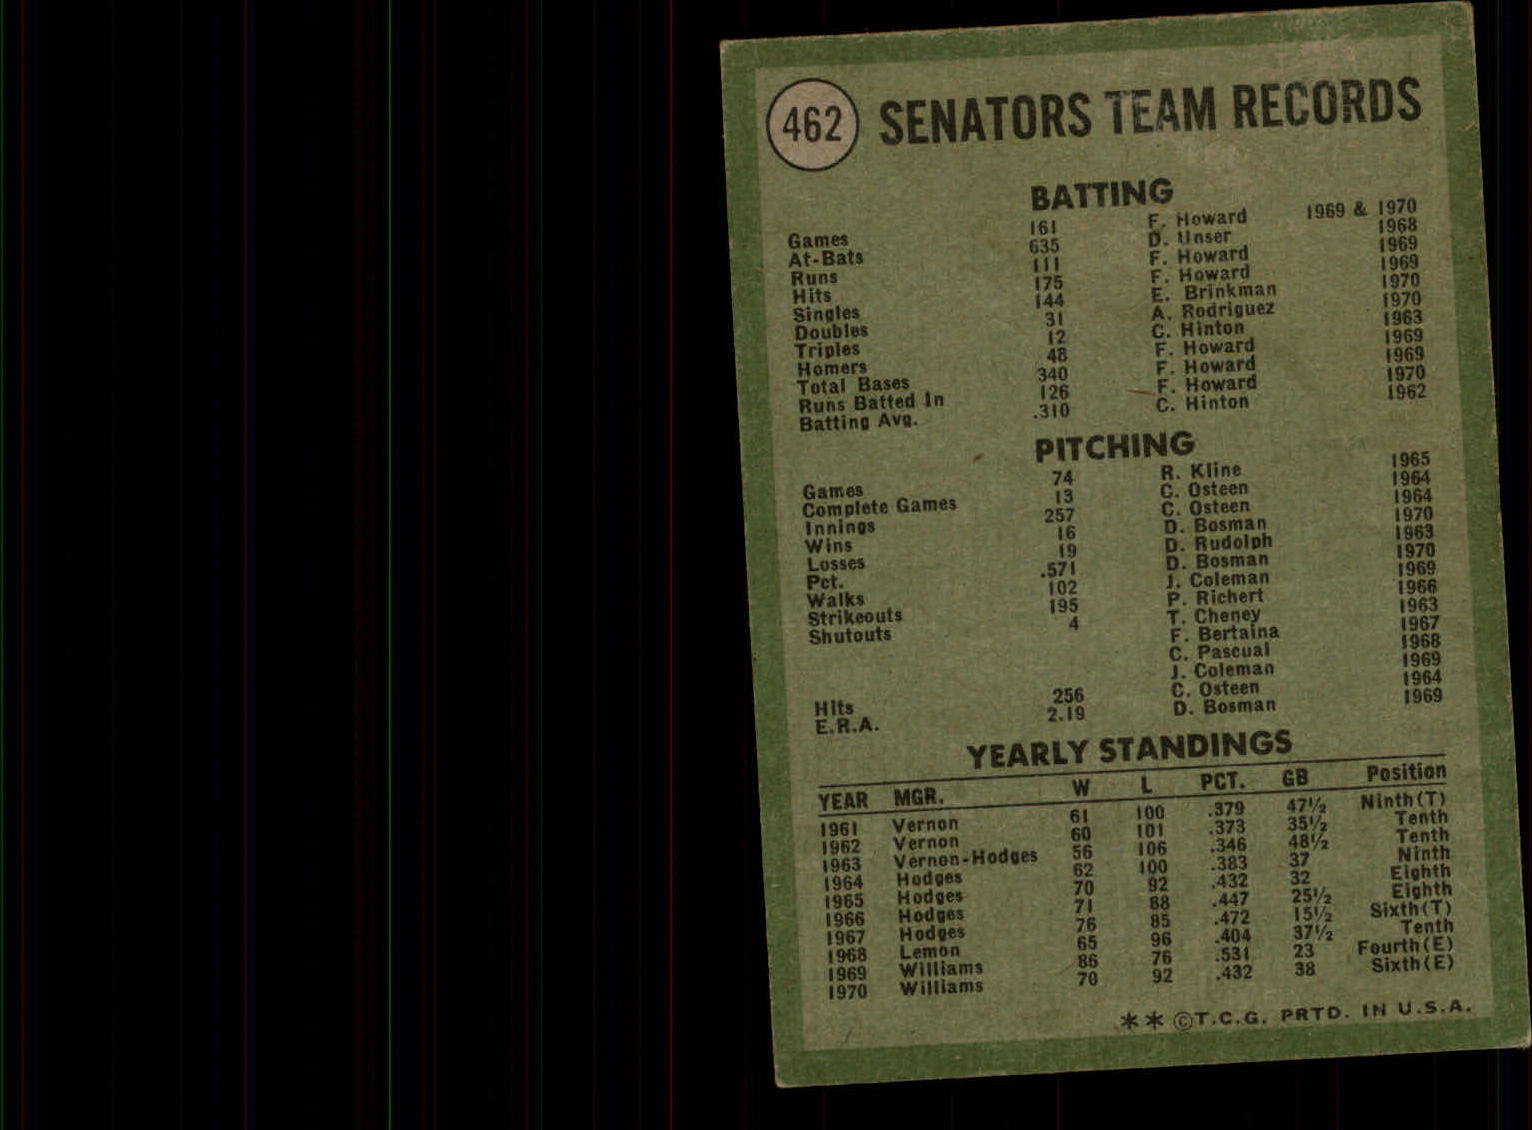 462 SENATORS TEAM RECORDS
BATTING
Games 161 F. Howard 1969 & 1970
At-Bats 635 D. Unser 1968
Runs 111 F. Howard 1969
Hits 175 F. Howard 1969
Singles 144 E. Brinkman 1970
Doubles 31 A. Rodriguez 1970
Triples 12 C. Hinton 1963
Homers 48 F. Howard 1969
Total Bases 340 F. Howard 1969
Runs Batted In 126 F. Howard 1970
Batting Avg. .310 C. Hinton 1962
PITCHING
Games 74 R. Kline 1965
Complete Games 13 C. Osteen 1964
Innings 257 C. Osteen 1964
Wins 16 D. Bosman 1970
Losses 19 D. Rudolph 1963
Pct. .571 D. Bosman 1970
Walks 102 J. Coleman 1969
Strikeouts 195 P. Richert 1966
Shutouts 4 T. Cheney 1963
F. Bertaina 1967
C. Pascual 1968
J. Coleman 1969
Hits 256 C. Osteen 1964
E.R.A. 2.19 D. Bosman 1969
YEARLY STANDINGS
YEAR MGR. W L PCT. GB Position
1961 Vernon 61 100 .379 47½ Ninth(T)
1962 Vernon 60 101 .373 35½ Tenth
1963 Vernon-Hodges 56 106 .346 48½ Tenth
1964 Hodges 62 100 .383 37 Ninth
1965 Hodges 70 92 .432 32 Eighth
1966 Hodges 71 88 .447 25½ Eighth
1967 Hodges 76 85 .472 15½ Sixth(T)
1968 Lemon 65 96 .404 37½ Tenth
1969 Williams 86 76 .531 23 Fourth(E)
1970 Williams 70 92 .432 38 Sixth(E)
** ©T.C.G. PRTD. IN U.S.A.